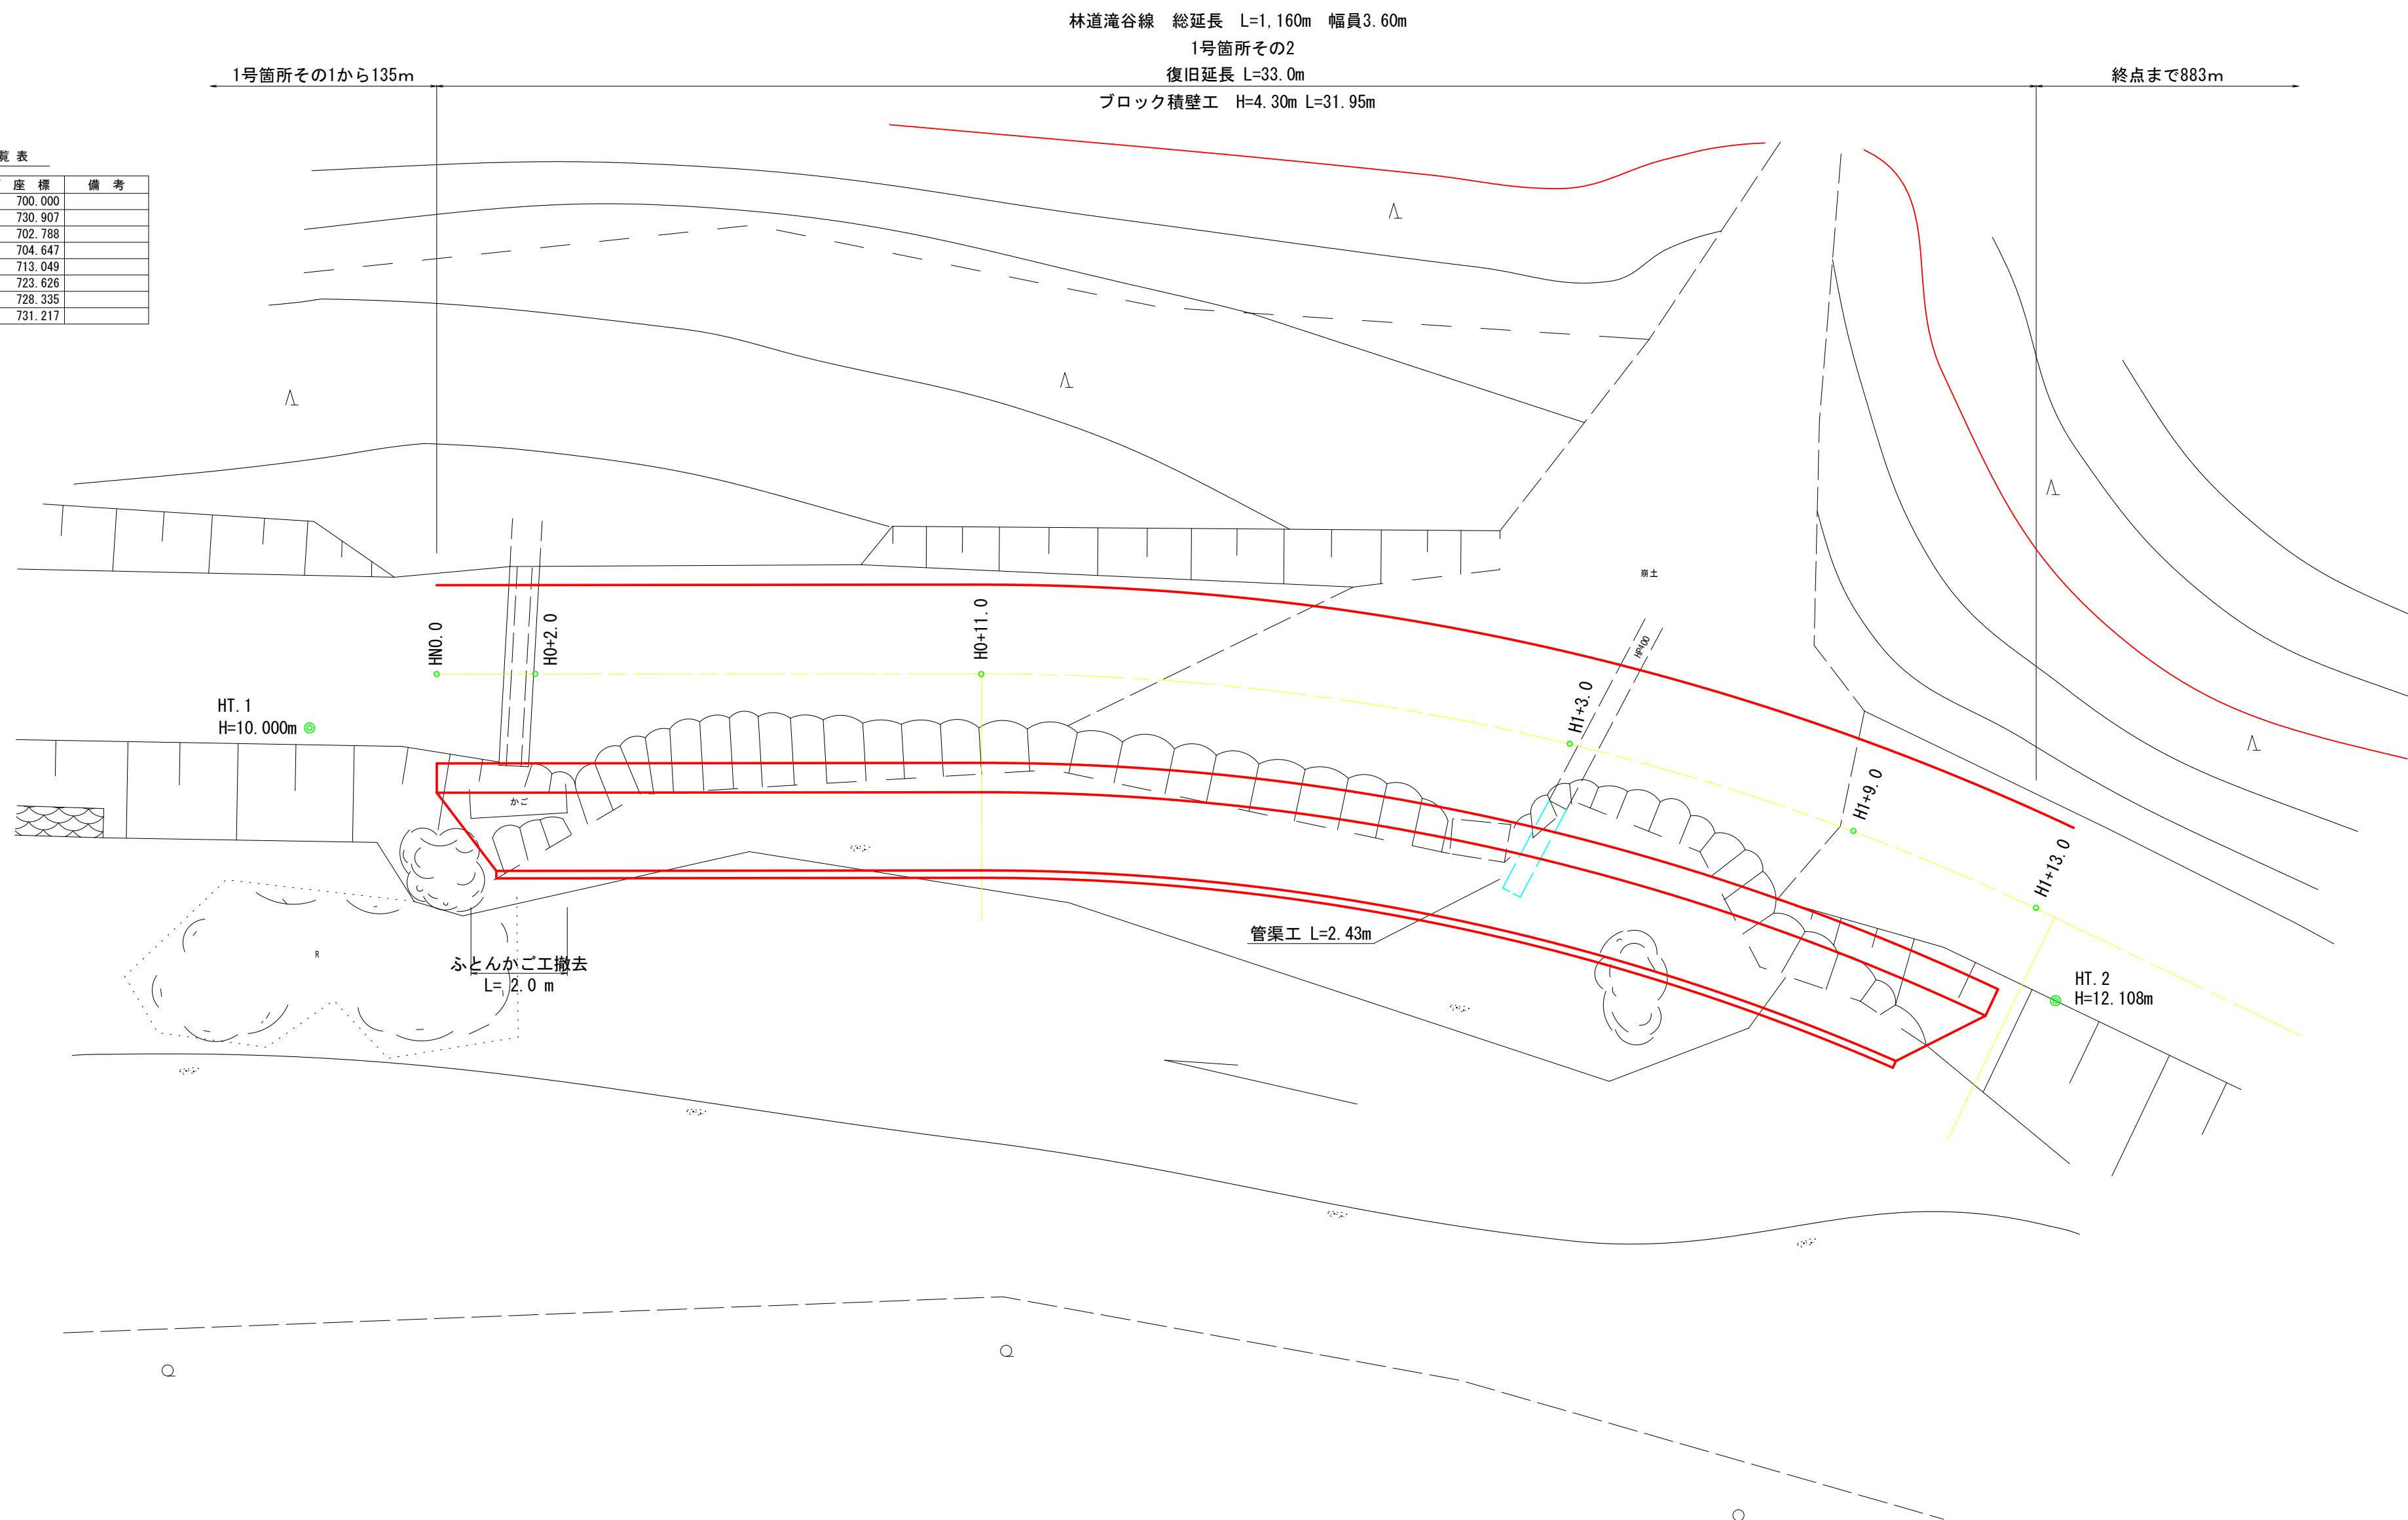 林道滝谷線　総延長　L=1,160m　幅員3.60m
1号箇所その2
1号箇所その1から135m
復旧延長 L=33.0m
終点まで883m
ブロック積壁工　H=4.30m L=31.95m
覧 表
座 標　備 考
700.000
730.907
702.788
704.647
713.049
723.626
728.335
731.217
崩土
HP400
HN0.0
H0+2.0
H0+11.0
H1+3.0
H1+9.0
H1+13.0
HT.1
H=10.000m
かご
管渠工 L=2.43m
R
ふとんかご工撤去
L= 2.0 m
HT.2
H=12.108m